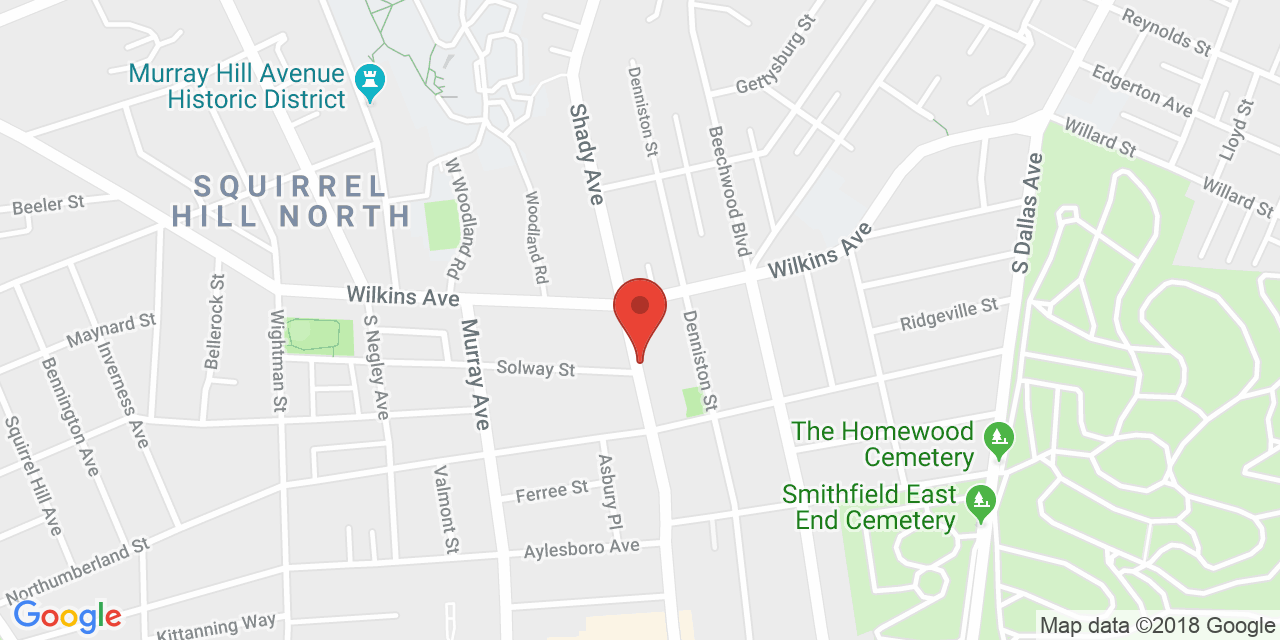 Reynolds St
Gettysburg St
Edgerton Ave
Murray Hill Avenue
Historic District
Denniston St
Lloyd St
Shady Ave
Willard St
Beechwood Blvd
SQUIRREL
HILL NORTH
Beeler St
W Woodland Rd
Woodland Rd
S Dallas Ave
Willard St
Wilkins Ave
Wilkins Ave
Bellerock St
Maynard St
Ridgeville St
Wightman St
S Negley Ave
Murray Ave
Denniston St
Inverness Ave
Bennington Ave
Solway St
Squirrel Hill Ave
The Homewood
Cemetery
Valmont St
Asbury Pl
Ferree St
Smithfield East
End Cemetery
Aylesboro Ave
Northumberland St
Google
Kittanning Way
Map data ©2018 Google